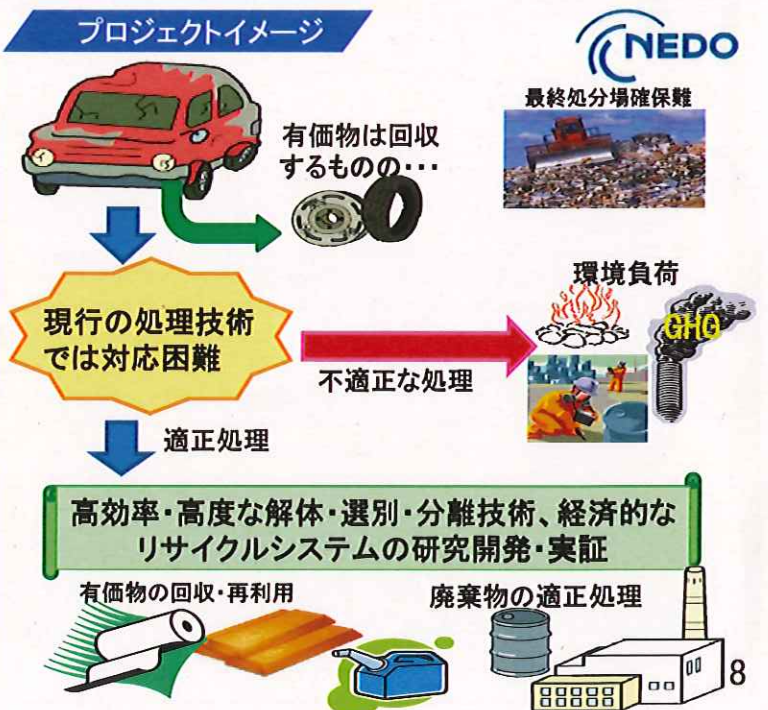 プロジェクトイメージ
NEDO
最終処分場確保難
有価物は回収
するものの・・・
環境負荷
GHG
現行の処理技術
では対応困難
不適正な処理
適正処理
高効率・高度な解体・選別・分離技術、経済的な
リサイクルシステムの研究開発・実証
有価物の回収・再利用
廃棄物の適正処理
8